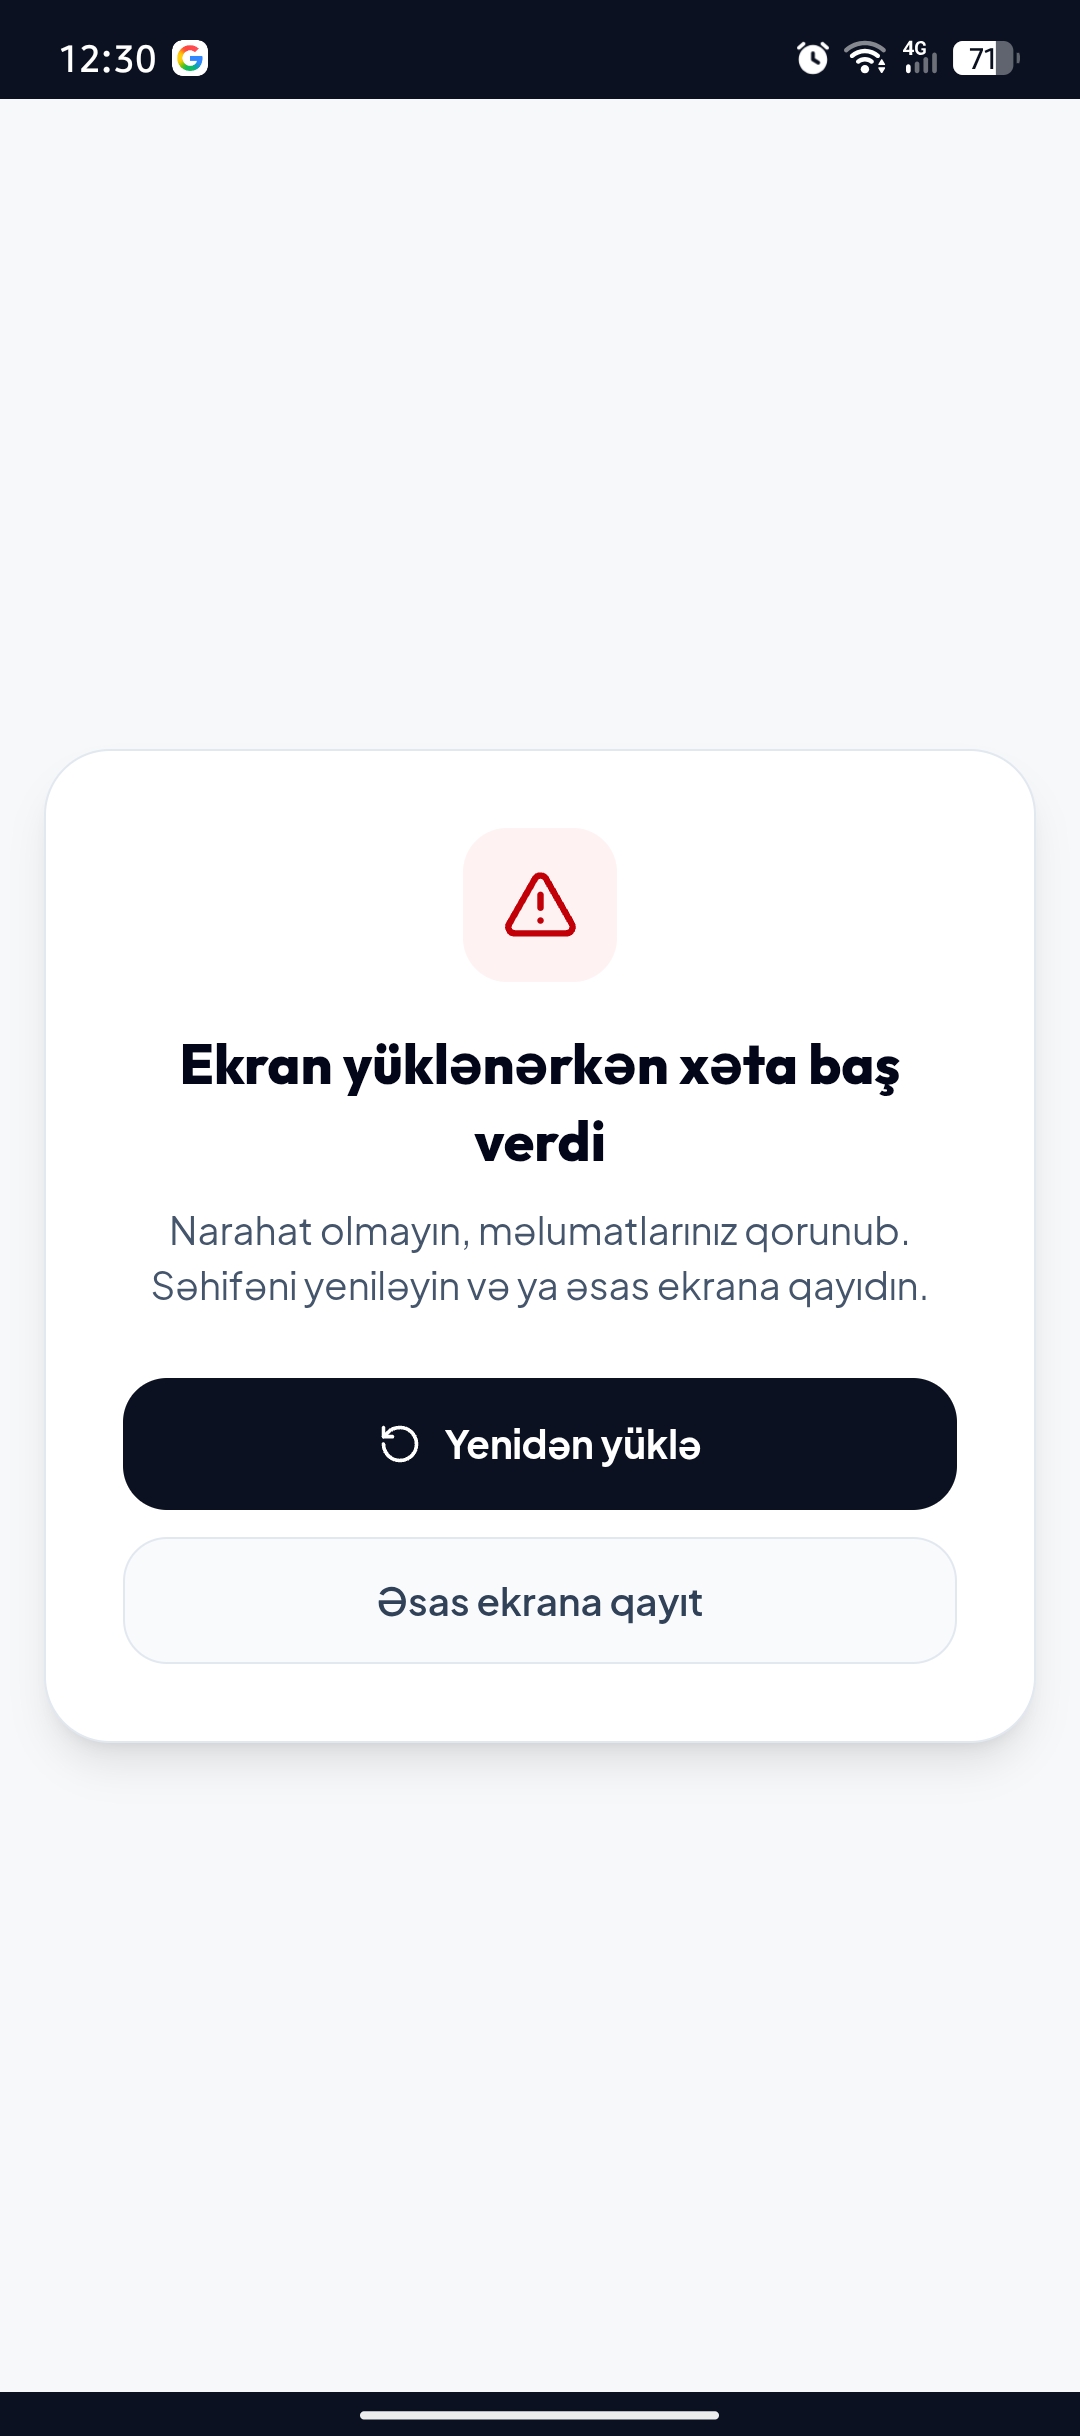 12:30
4G
71
Ekran yüklənərkən xəta baş
verdi
Narahat olmayın, məlumatlarınız qorunub.
Səhifəni yeniləyin və ya əsas ekrana qayıdın.
Yenidən yüklə
Əsas ekrana qayıt